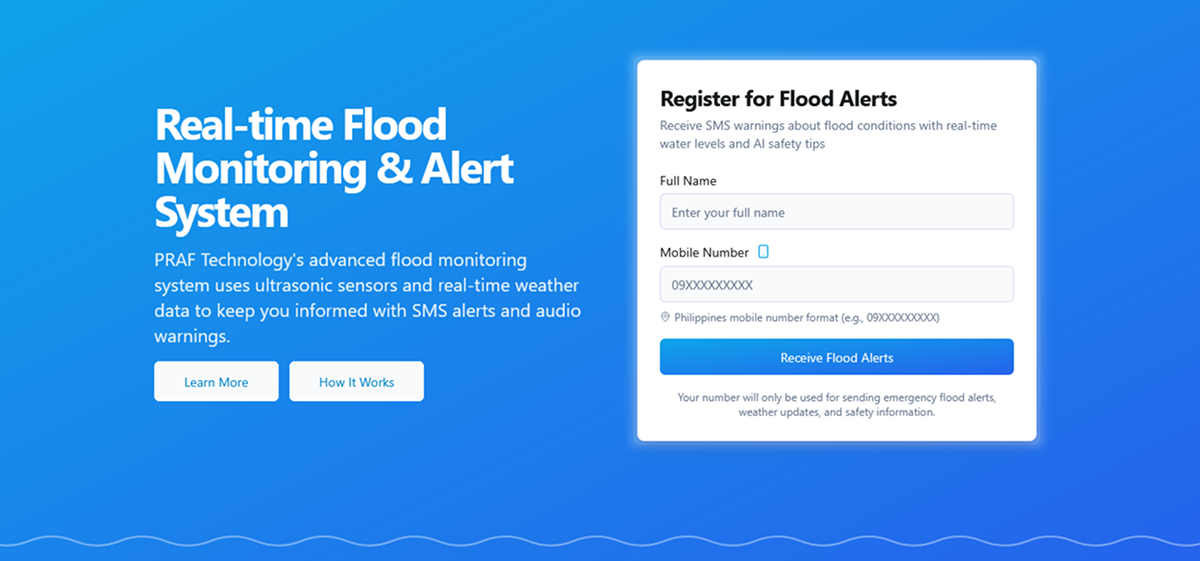 Real-time Flood
Monitoring & Alert
System
PRAF Technology's advanced flood monitoring
system uses ultrasonic sensors and real-time weather
data to keep you informed with SMS alerts and audio
warnings.
Learn More
How It Works
Register for Flood Alerts
Receive SMS warnings about flood conditions with real-time
water levels and AI safety tips
Full Name
Enter your full name
Mobile Number
09XXXXXXXXX
Philippines mobile number format (e.g., 09XXXXXXXXX)
Receive Flood Alerts
Your number will only be used for sending emergency flood alerts,
weather updates, and safety information.